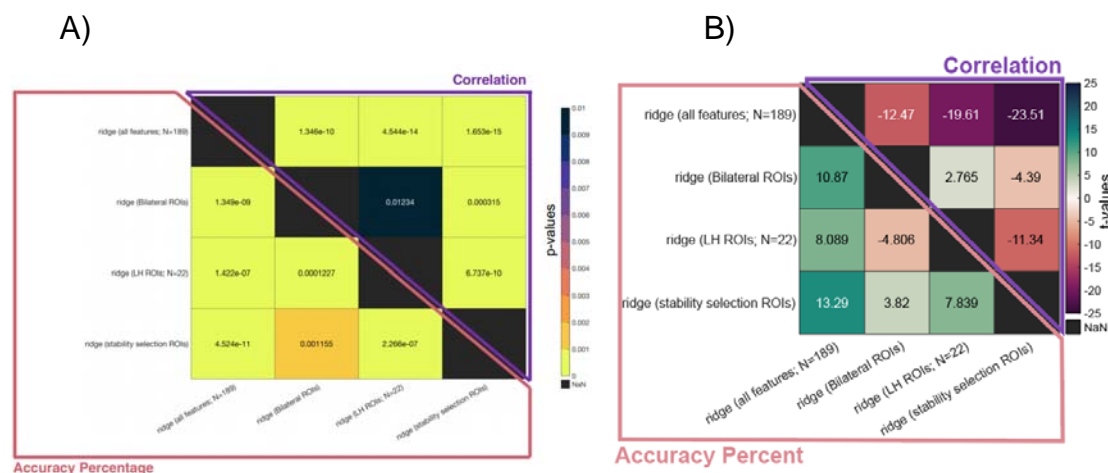 A)
B)
Correlation
ridge (all features; N=189)
1.346e-10
4.544e-14
1.653e-15
ridge (Bilateral ROIs)
1.349e-09
0.01234
0.000315
ridge (LH ROIs; N=22)
1.422e-07
0.0001227
6.737e-10
ridge (stability selection ROIs)
4.524e-11
0.001155
2.266e-07
ridge (all features; N=189)
ridge (Bilateral ROIs)
ridge (LH ROIs; N=22)
ridge (stability selection ROIs)
Accuracy Percentage
0.01
0.009
0.008
0.007
0.006
0.005
0.004
0.003
0.002
0.001
0
NaN
p-values
Correlation
ridge (all features; N=189)
-12.47
-19.61
-23.51
ridge (Bilateral ROIs)
10.87
2.765
-4.39
ridge (LH ROIs; N=22)
8.089
-4.806
-11.34
ridge (stability selection ROIs)
13.29
3.82
7.839
ridge (all features; N=189)
ridge (Bilateral ROIs)
ridge (LH ROIs; N=22)
ridge (stability selection ROIs)
Accuracy Percent
25
20
15
10
5
0
-5
-10
-15
-20
-25
NaN
t-values